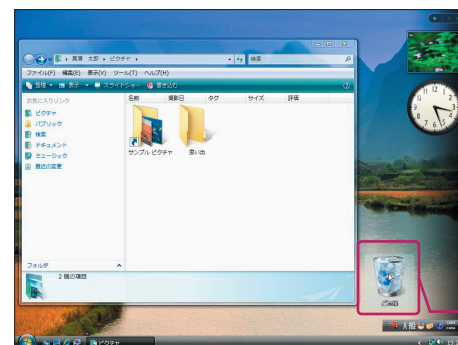 ピクチャ
検索
ファイル(F) 編集(E) 表示(V) ツール(T) ヘルプ(H)
整理 表示 スライドショー 書き込む
お気に入りリンク
ピクチャ
パブリック
検索
ドキュメント
ミュージック
最近の変更
フォルダ
名前 撮影日 タグ サイズ 評価
サンプル ピクチャ
思い出
2 個の項目
ごみ箱
A 般
ピクチャ